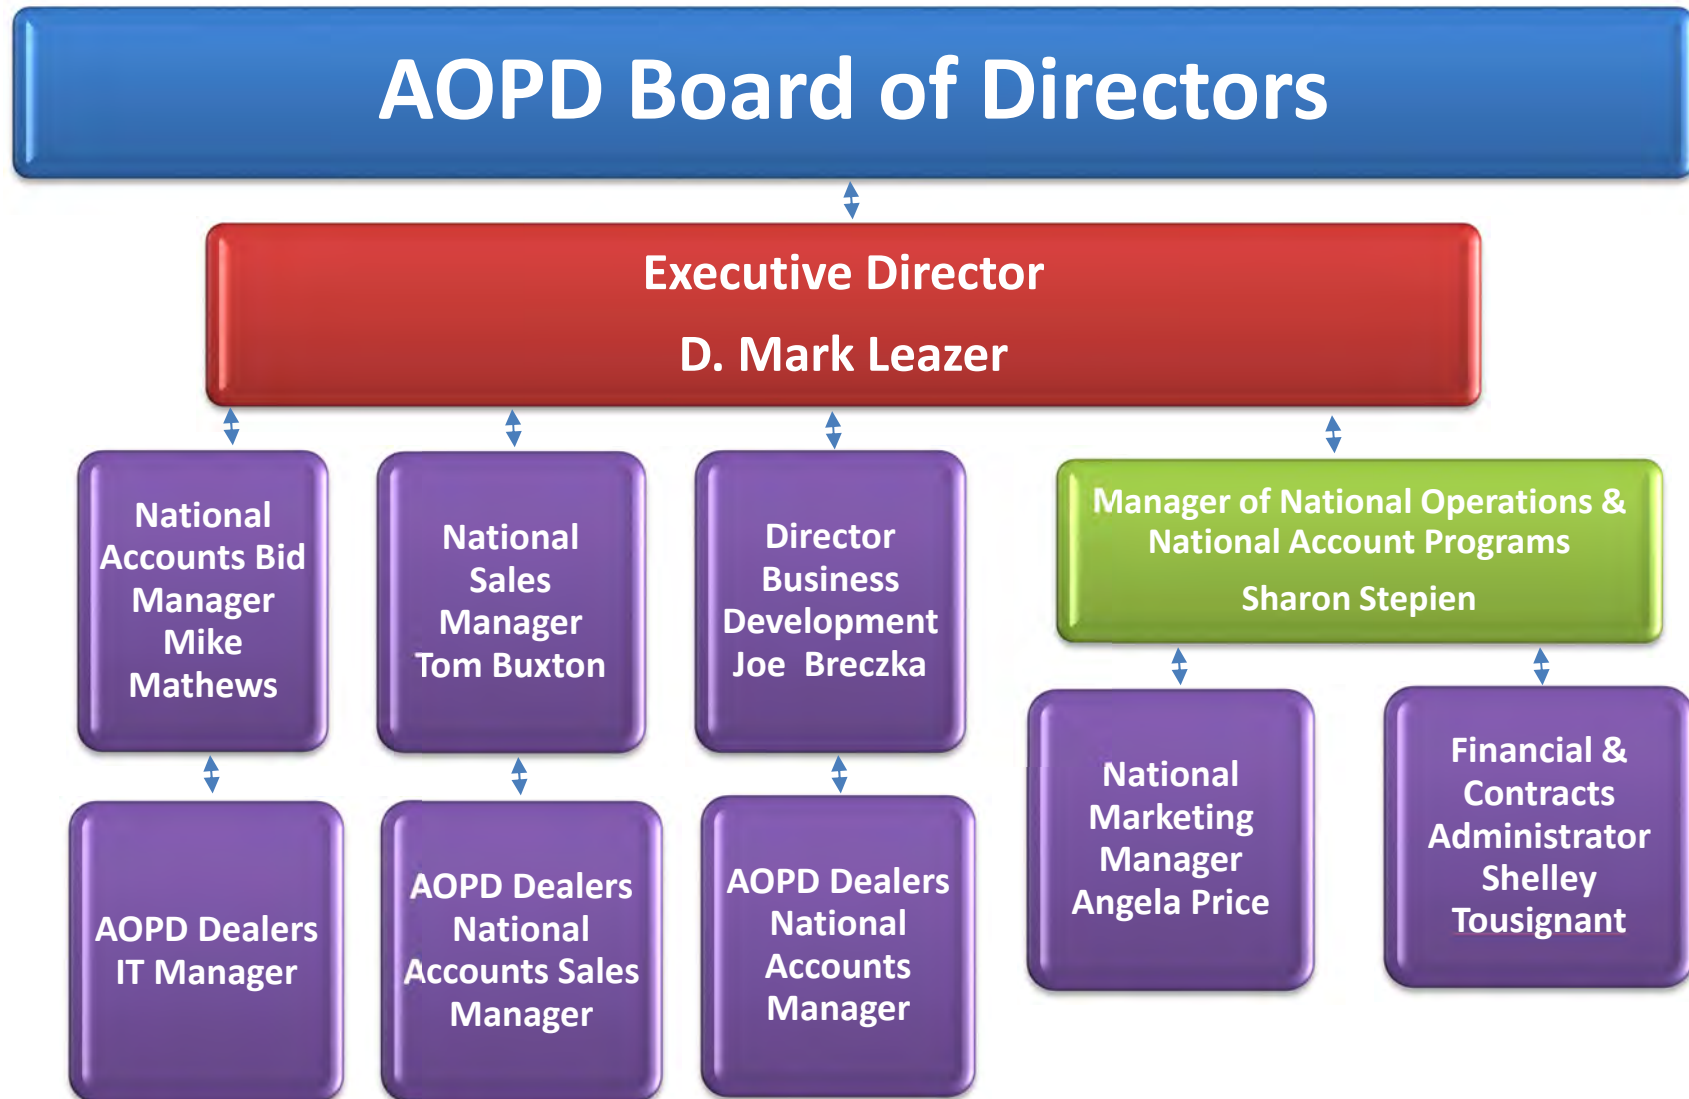 AOPD Board of Directors
Executive Director
D. Mark Leazer
National
Accounts Bid
Manager
Mike
Mathews
National
Sales
Manager
Tom Buxton
Director
Business
Development
Joe Breczka
Manager of National Operations &
National Account Programs
Sharon Stepien
AOPD Dealers
IT Manager
AOPD Dealers
National
Accounts Sales
Manager
AOPD Dealers
National
Accounts
Manager
National
Marketing
Manager
Angela Price
Financial &
Contracts
Administrator
Shelley
Tousignant